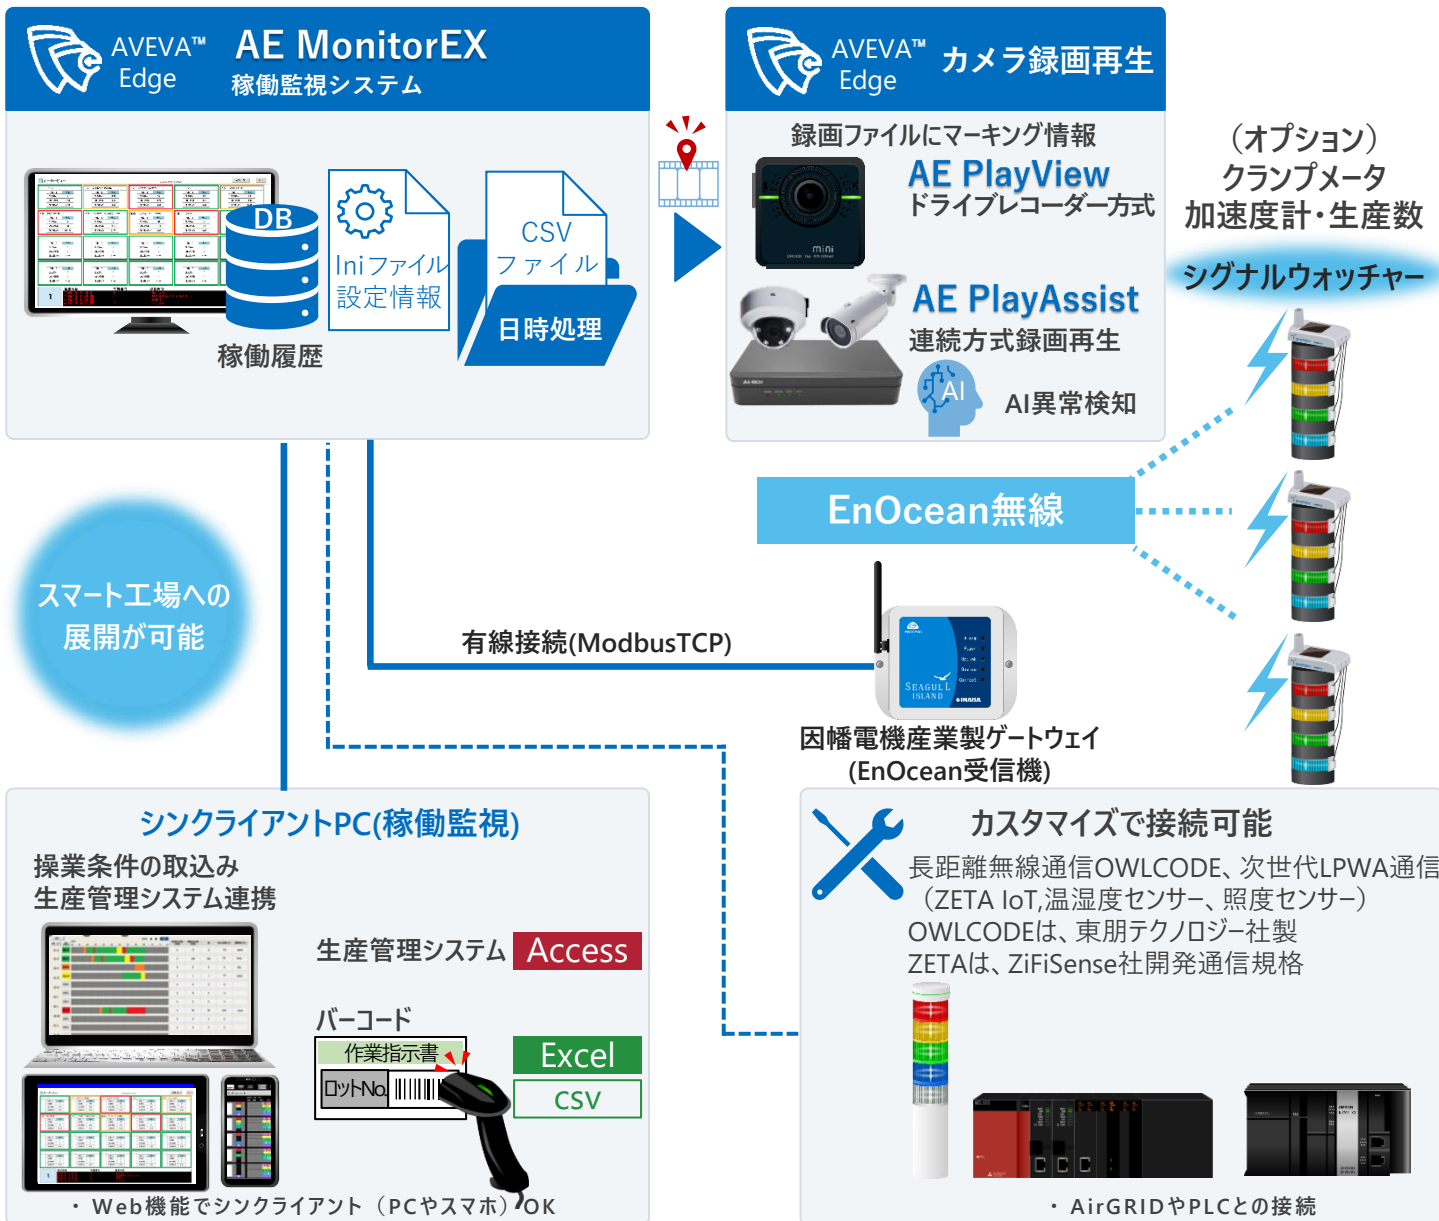 AVEVA™
Edge
AE MonitorEX
稼働監視システム
DB
稼働履歴
Iniファイル
設定情報
CSV
ファイル
日時処理
AVEVA™
Edge
カメラ録画再生
録画ファイルにマーキング情報
AE PlayView
ドライブレコーダー方式
mini
AE PlayAssist
連続方式録画再生
AI
AI異常検知
（オプション）
クランプメータ
加速度計・生産数
シグナルウォッチャー
EnOcean無線
スマート工場への
展開が可能
有線接続(ModbusTCP)
SEAGULL
ISLAND
INABA
因幡電機産業製ゲートウェイ
(EnOcean受信機)
シンクライアントPC(稼働監視)
操業条件の取込み
生産管理システム連携
生産管理システム
Access
バーコード
作業指示書
ロットNo.
Excel
CSV
・ Web機能でシンクライアント（PCやスマホ）OK
カスタマイズで接続可能
長距離無線通信OWLCODE、次世代LPWA通信
（ZETA IoT,温湿度センサー、照度センサー）
OWLCODEは、東朋テクノロジー社製
ZETAは、ZiFiSense社開発通信規格
・ AirGRIDやPLCとの接続